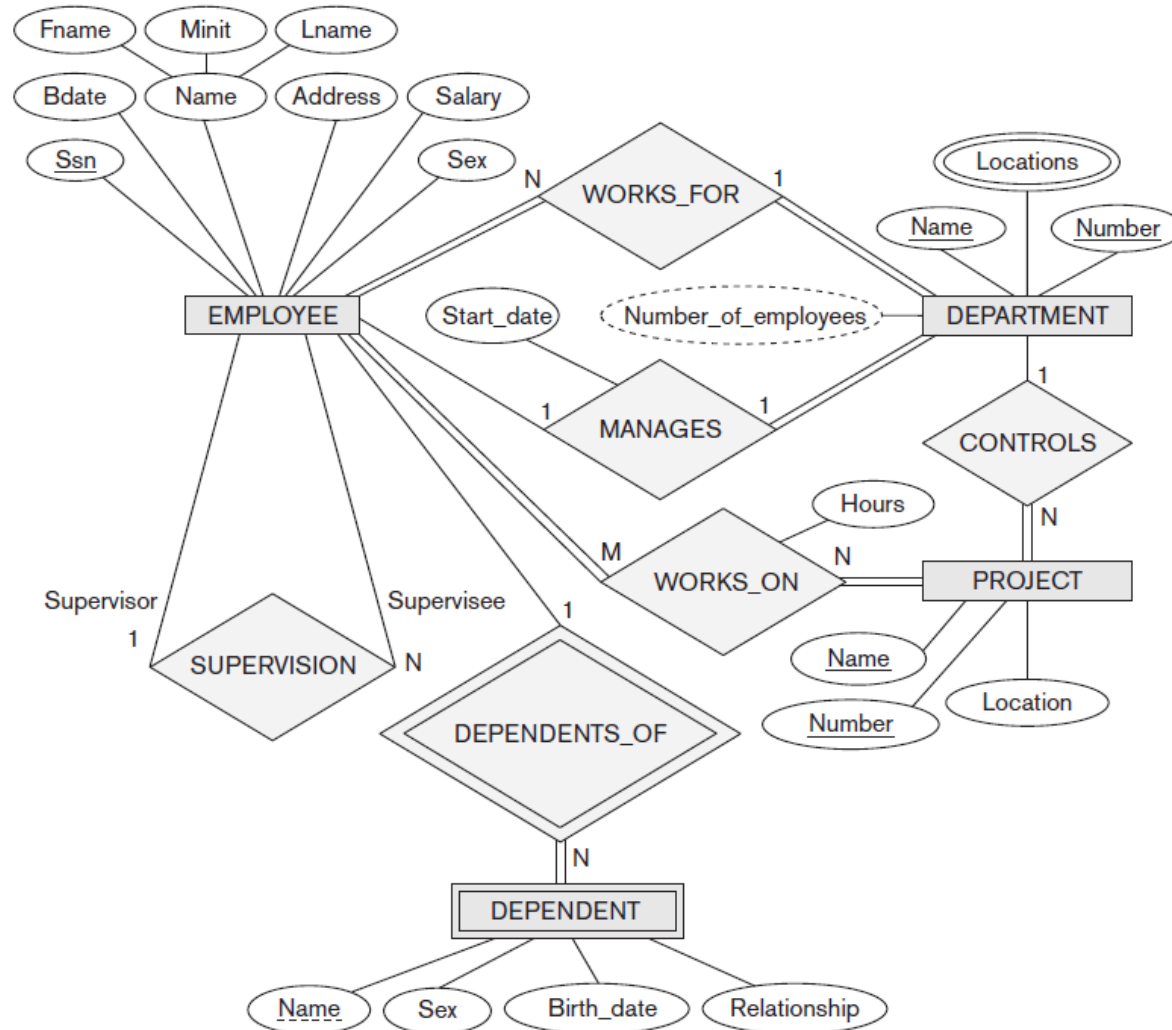 Fname Minit Lname
Bdate Name Address Salary
Ssn Sex
N WORKS_FOR 1
Locations
Name Number
EMPLOYEE Start_date Number_of_employees DEPARTMENT
1 MANAGES 1
1
CONTROLS
N
Hours
M WORKS_ON N
PROJECT
Supervisor Supervisee
1 SUPERVISION N
1
Name
Number Location
DEPENDENTS_OF
N
DEPENDENT
Name Sex Birth_date Relationship